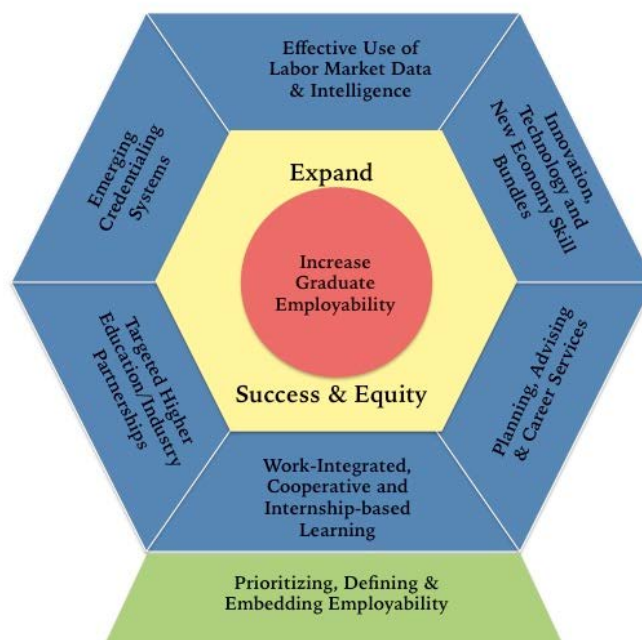 Effective Use of
Labor Market Data
& Intelligence
Emerging
Credentialing
Systems
Innovation,
Technology and
New Economy Skill
Bundles
Expand
Increase
Graduate
Employability
Success & Equity
Targeted Higher
Education/Industry
Partnerships
Planning, Advising
& Career Services
Work-Integrated,
Cooperative and
Internship-based
Learning
Prioritizing, Defining &
Embedding Employability